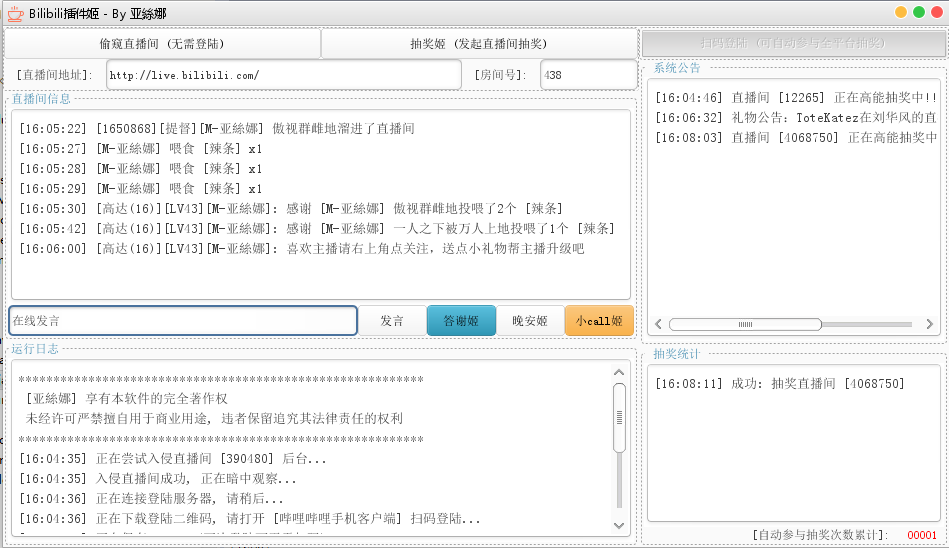 Bilibili插件姬 - By 亚絲娜
偷窥直播间 (无需登陆)
抽奖姬 (发起直播间抽奖)
扫码登陆 (可自动参与全平台抽奖)
[直播间地址]:
http://live.bilibili.com/
[房间号]:
438
直播间信息
[16:05:22] [1650868][提督][M-亚絲娜] 傲视群雌地溜进了直播间
[16:05:27] [M-亚絲娜] 喂食 [辣条] x1
[16:05:28] [M-亚絲娜] 喂食 [辣条] x1
[16:05:29] [M-亚絲娜] 喂食 [辣条] x1
[16:05:30] [高达(16)][LV43][M-亚絲娜]: 感谢 [M-亚絲娜] 傲视群雌地投喂了2个 [辣条]
[16:05:42] [高达(16)][LV43][M-亚絲娜]: 感谢 [M-亚絲娜] 一人之下被万人上地投喂了1个 [辣条]
[16:06:00] [高达(16)][LV43][M-亚絲娜]: 喜欢主播请右上角点关注，送点小礼物帮主播升级吧
在线发言
发言
答谢姬
晚安姬
小call姬
运行日志
**********************************************************
[亚絲娜] 享有本软件的完全著作权
未经许可严禁擅自用于商业用途, 违者保留追究其法律责任的权利
**********************************************************
[16:04:35] 正在尝试入侵直播间 [390480] 后台...
[16:04:35] 入侵直播间成功, 正在暗中观察...
[16:04:36] 正在连接登陆服务器, 请稍后...
[16:04:36] 正在下载登陆二维码, 请打开 [哔哩哔哩手机客户端] 扫码登陆...
系统公告
[16:04:46] 直播间 [12265] 正在高能抽奖中!!
[16:06:32] 礼物公告: ToteKatez在刘华风的直
[16:08:03] 直播间 [4068750] 正在高能抽奖中
抽奖统计
[16:08:11] 成功: 抽奖直播间 [4068750]
[自动参与抽奖次数累计]: 00001